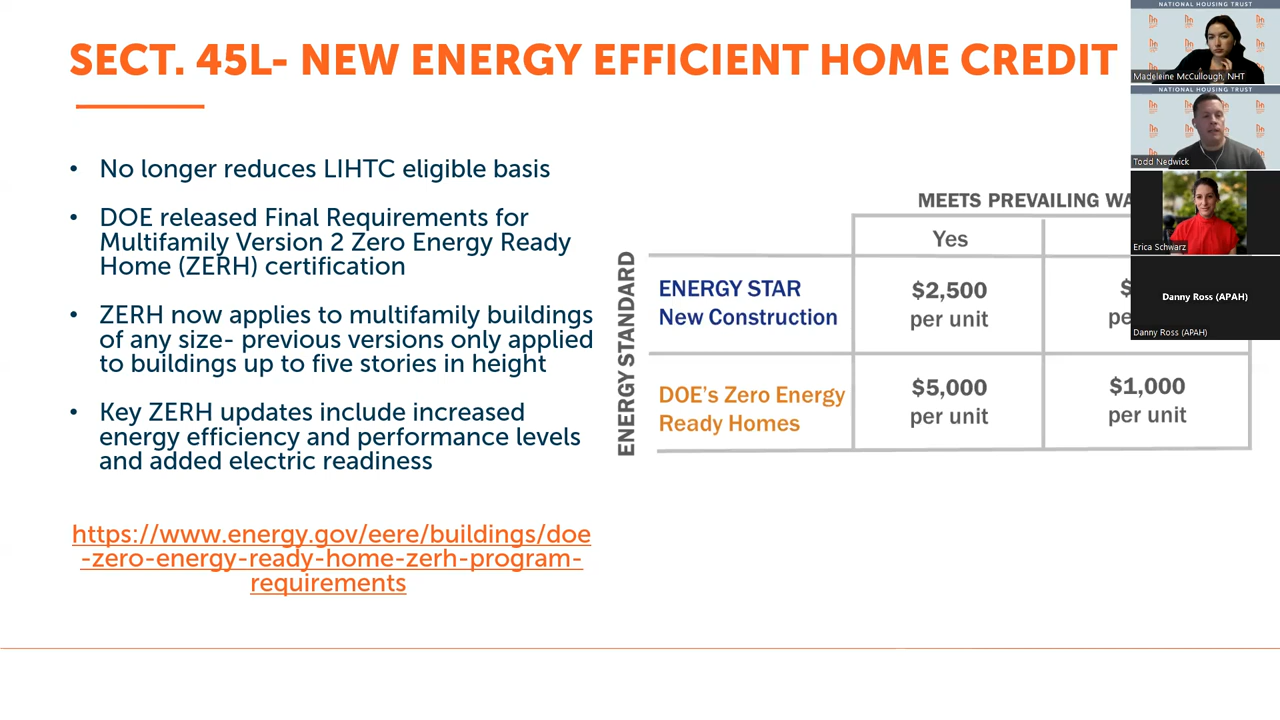 SECT. 45L- NEW ENERGY EFFICIENT HOME CREDIT
• No longer reduces LIHTC eligible basis
• DOE released Final Requirements for
Multifamily Version 2 Zero Energy Ready
Home (ZERH) certification
• ZERH now applies to multifamily buildings
of any size- previous versions only applied
to buildings up to five stories in height
• Key ZERH updates include increased
energy efficiency and performance levels
and added electric readiness
https://www.energy.gov/eere/buildings/doe
-zero-energy-ready-home-zerh-program-
requirements
MEETS PREVAILING
Yes
ENERGY STANDARD
ENERGY STAR
New Construction
$2,500
per unit
DOE's Zero Energy
Ready Homes
$5,000
per unit
$1,000
per unit
NATIONAL HOUSING TRUST
Madeleine McCullough, NHT
NATIONAL HOUSING TRUST
Todd Nedwick
Erica Schwarz
Danny Ross (APAH)
Danny Ross (APAH)